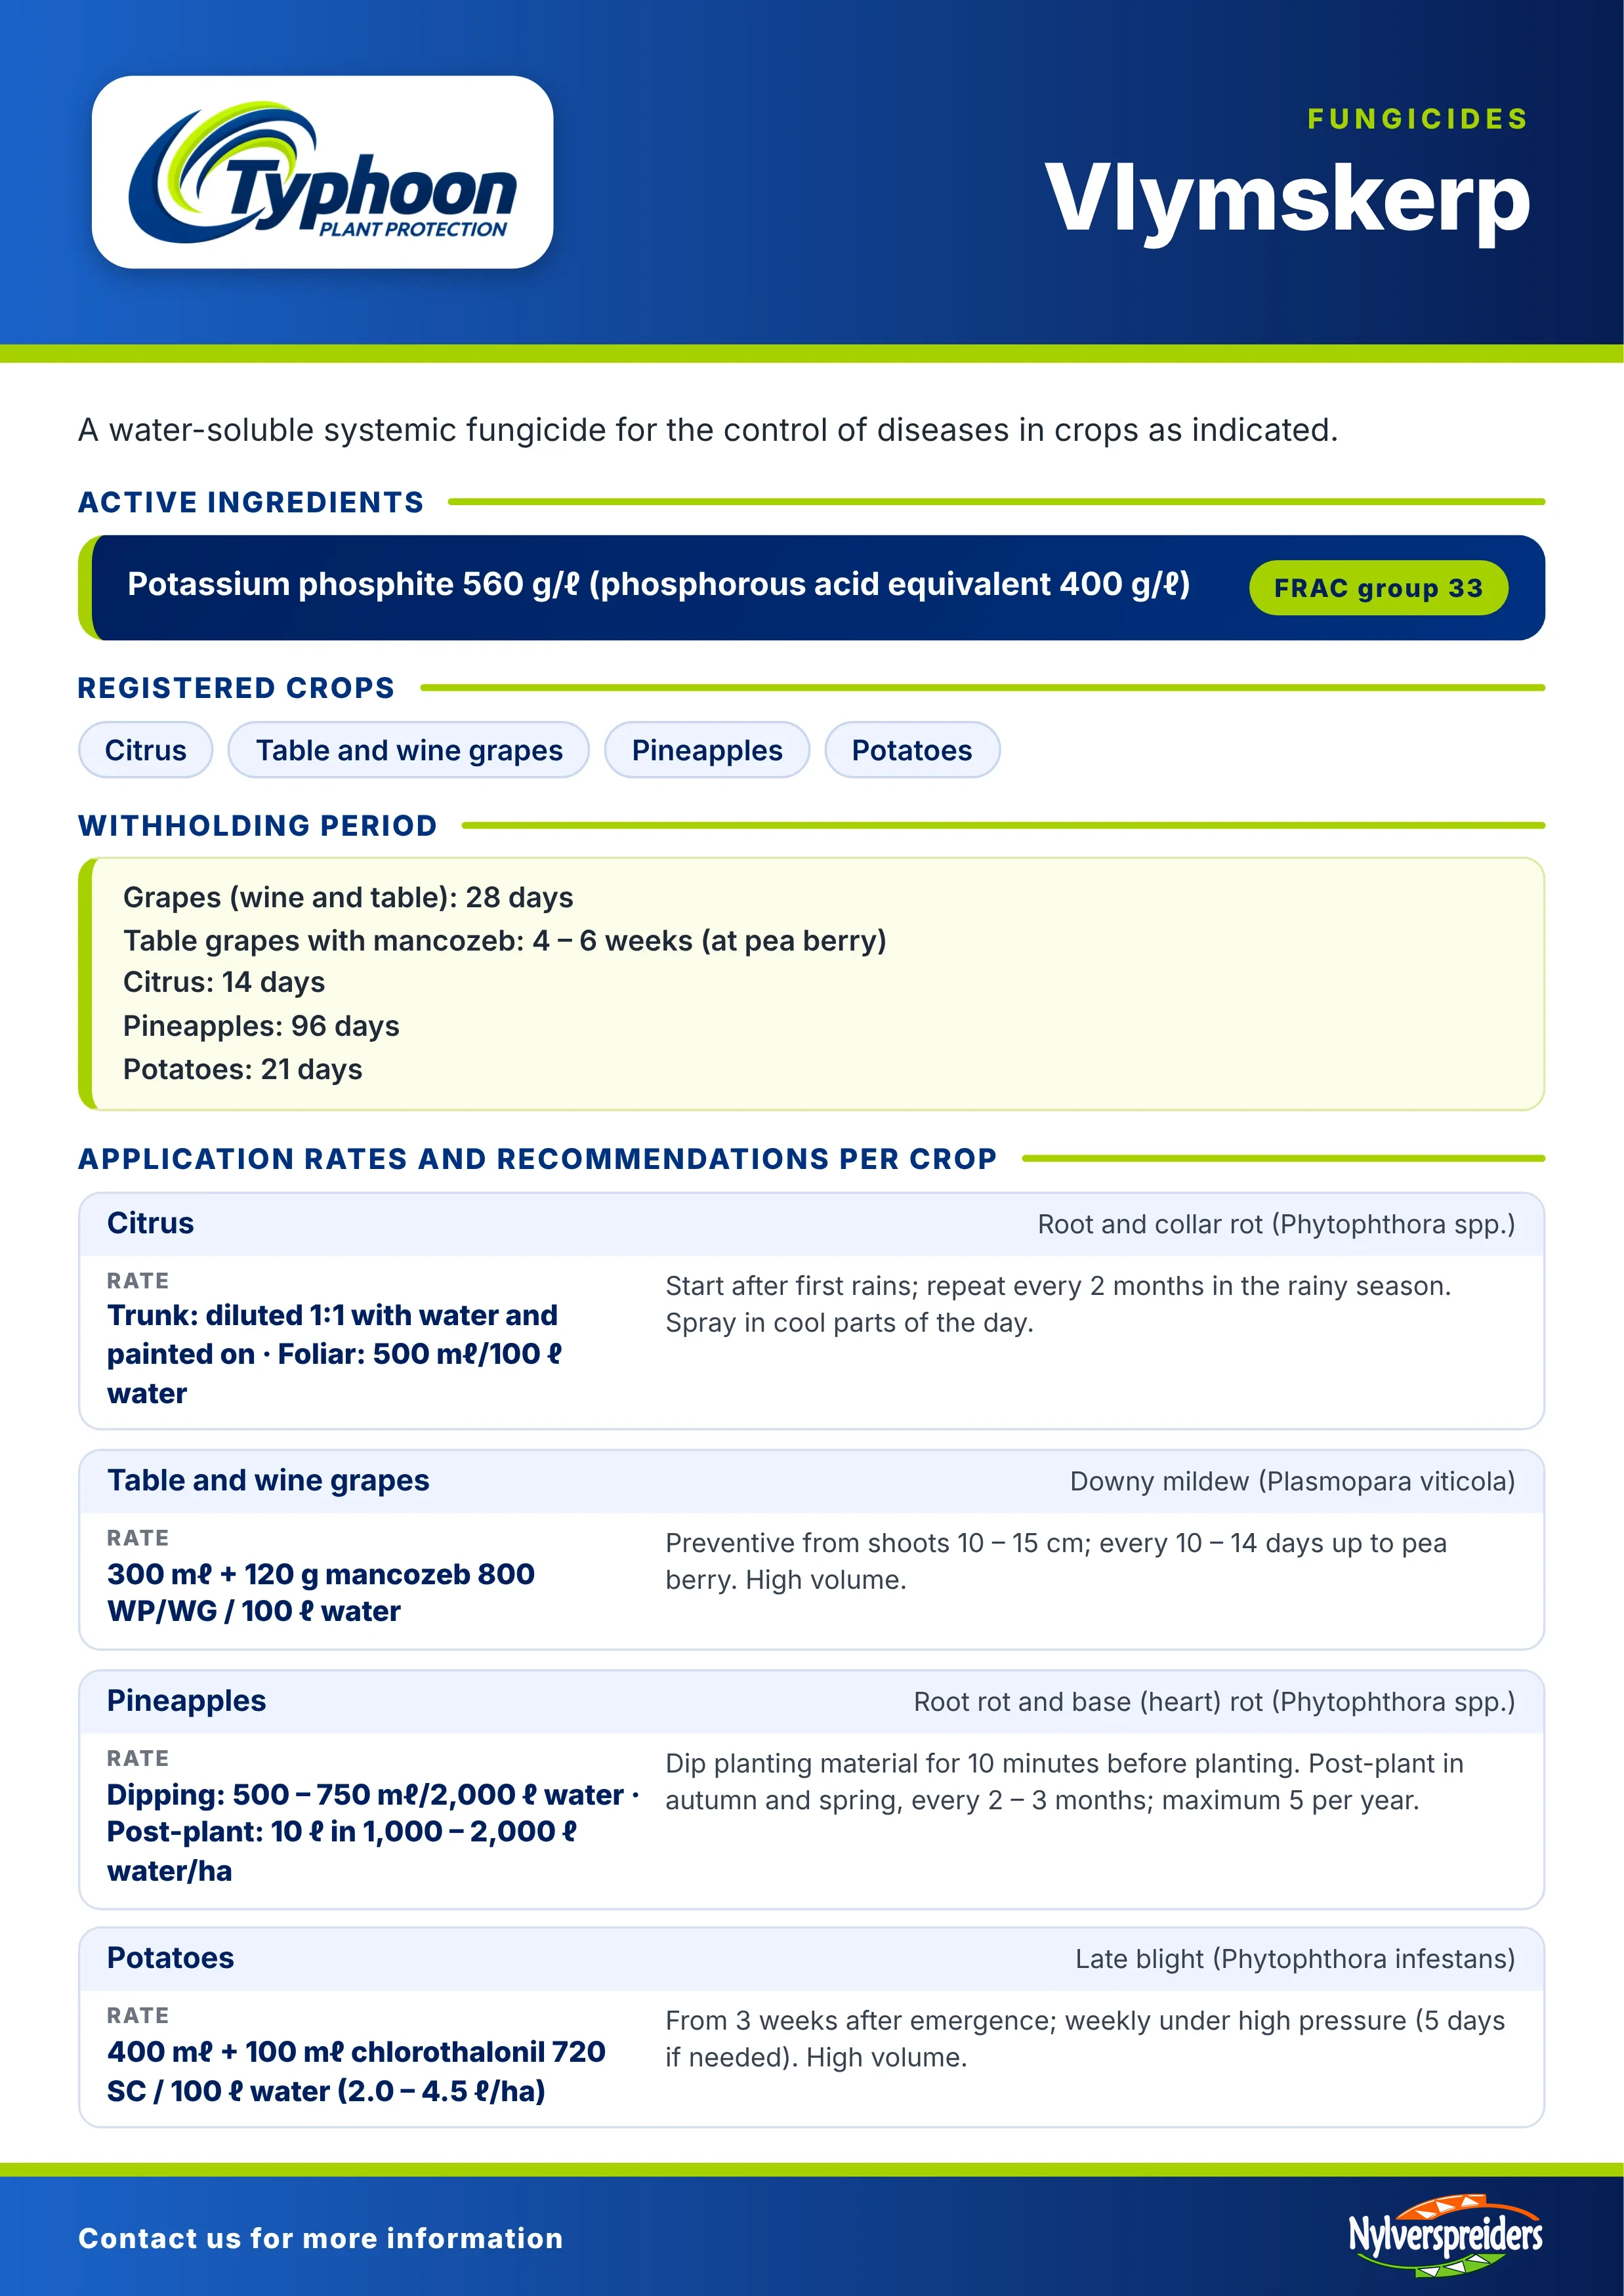 Typhoon
PLANT PROTECTION
FUNGICIDES
Vlymskerp
A water-soluble systemic fungicide for the control of diseases in crops as indicated.
ACTIVE INGREDIENTS
Potassium phosphite 560 g/ℓ (phosphorous acid equivalent 400 g/ℓ)
FRAC group 33
REGISTERED CROPS
Citrus
Table and wine grapes
Pineapples
Potatoes
WITHHOLDING PERIOD
Grapes (wine and table): 28 days
Table grapes with mancozeb: 4 – 6 weeks (at pea berry)
Citrus: 14 days
Pineapples: 96 days
Potatoes: 21 days
APPLICATION RATES AND RECOMMENDATIONS PER CROP
Citrus
Root and collar rot (Phytophthora spp.)
RATE
Trunk: diluted 1:1 with water and
painted on · Foliar: 500 mℓ/100 ℓ
water
Start after first rains; repeat every 2 months in the rainy season.
Spray in cool parts of the day.
Table and wine grapes
Downy mildew (Plasmopara viticola)
RATE
300 mℓ + 120 g mancozeb 800
WP/WG / 100 ℓ water
Preventive from shoots 10 – 15 cm; every 10 – 14 days up to pea
berry. High volume.
Pineapples
Root rot and base (heart) rot (Phytophthora spp.)
RATE
Dipping: 500 – 750 mℓ/2,000 ℓ water ·
Post-plant: 10 ℓ in 1,000 – 2,000 ℓ
water/ha
Dip planting material for 10 minutes before planting. Post-plant in
autumn and spring, every 2 – 3 months; maximum 5 per year.
Potatoes
Late blight (Phytophthora infestans)
RATE
400 mℓ + 100 mℓ chlorothalonil 720
SC / 100 ℓ water (2.0 – 4.5 ℓ/ha)
From 3 weeks after emergence; weekly under high pressure (5 days
if needed). High volume.
Contact us for more information
Nylverspreiders